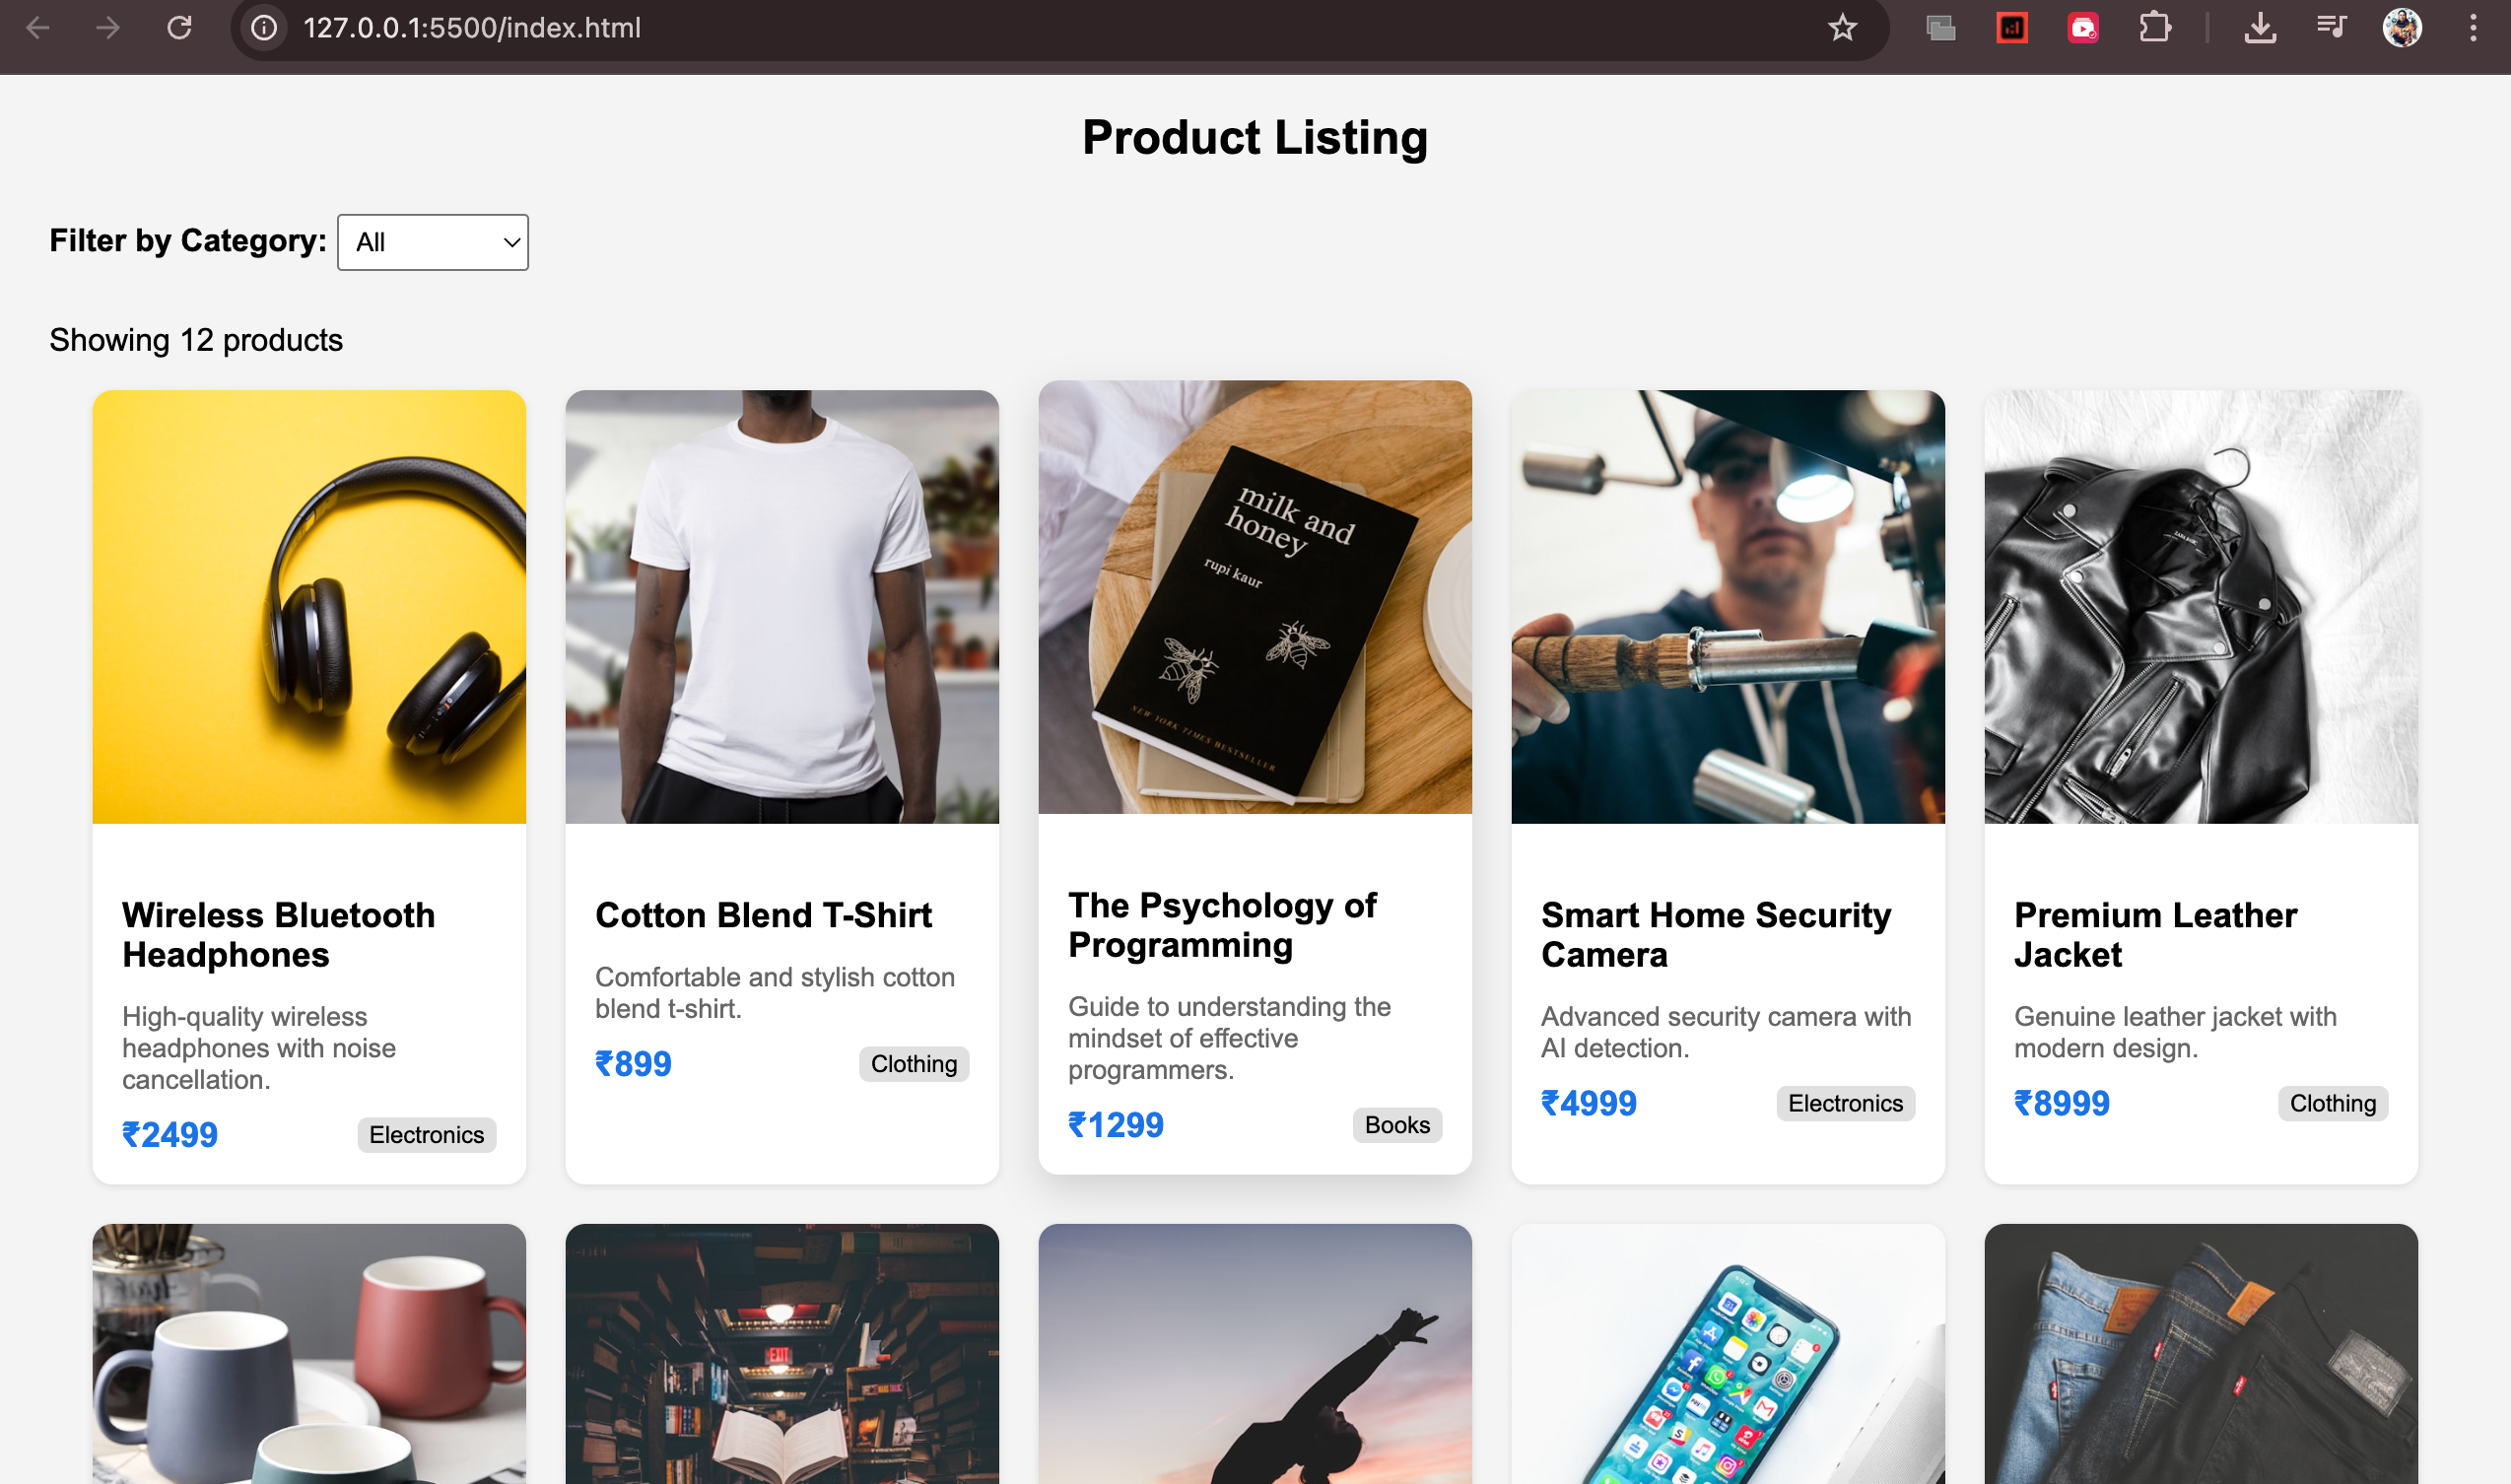 127.0.0.1:5500/index.html
Product Listing
Filter by Category: All
Showing 12 products
milk and
honey
rupi kaur
NEW YORK TIMES BESTSELLER
Wireless Bluetooth
Headphones
High-quality wireless
headphones with noise
cancellation.
₹2499 Electronics
Cotton Blend T-Shirt
Comfortable and stylish cotton
blend t-shirt.
₹899 Clothing
The Psychology of
Programming
Guide to understanding the
mindset of effective
programmers.
₹1299 Books
Smart Home Security
Camera
Advanced security camera with
AI detection.
₹4999 Electronics
Premium Leather
Jacket
Genuine leather jacket with
modern design.
₹8999 Clothing
EXIT